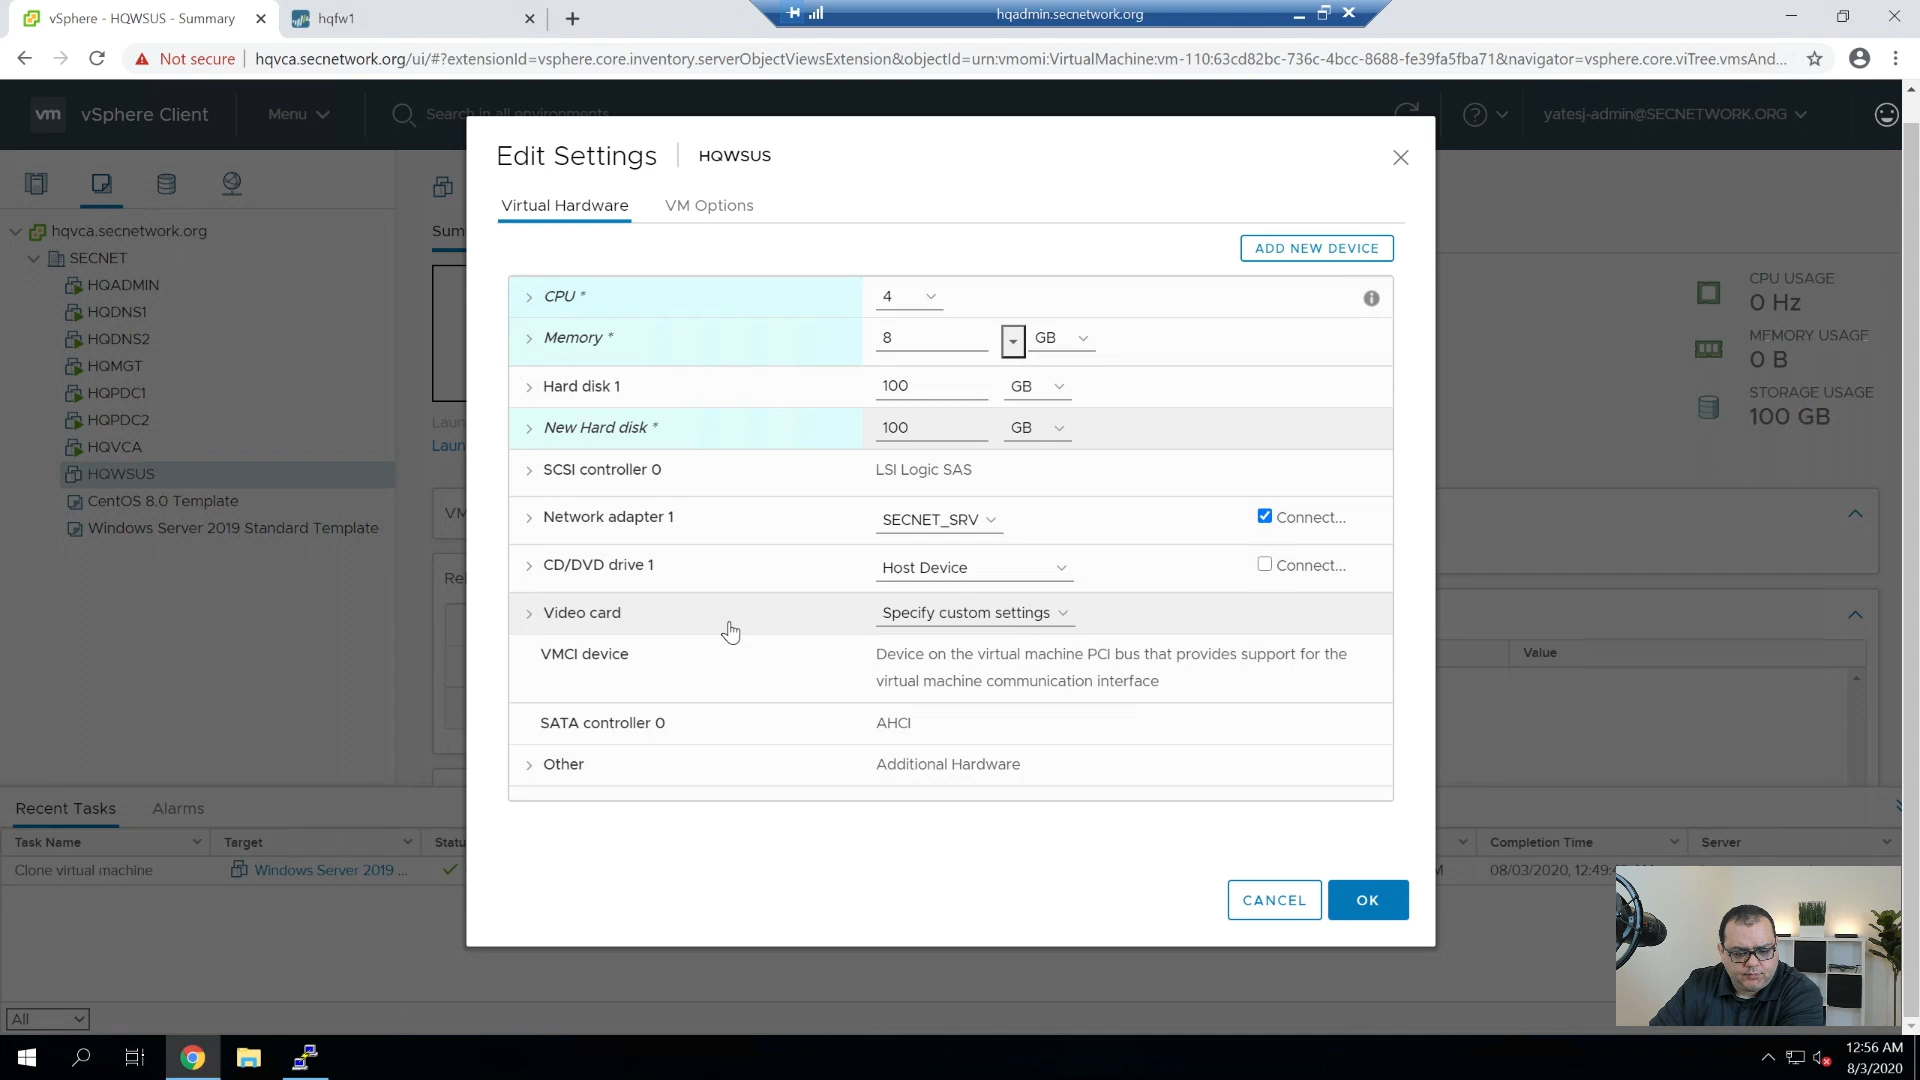 vSphere - HQWSUS - Summary
hqfw1
hqadmin.secnetwork.org
Not secure
hqvca.secnetwork.org/ui/#?extensionId=vsphere.core.inventory.serverObjectViewsExtension&objectId=urn:vmomi:VirtualMachine:vm-110:63cd82bc-736c-4bcc-8688-fe39fa5fba71&navigator=vsphere.core.viTree.vmsAnd...
vm vSphere Client
Menu
Search in all environments
yatesj-admin@SECNETWORK.ORG
hqvca.secnetwork.org
SECNET
HQADMIN
HQDNS1
HQDNS2
HQMGT
HQPDC1
HQPDC2
HQVCA
HQWSUS
CentOS 8.0 Template
Windows Server 2019 Standard Template
Sum
Laun
Laun
VM
Rel
Edit Settings
HQWSUS
Virtual Hardware
VM Options
ADD NEW DEVICE
CPU *
4
Memory *
8
GB
Hard disk 1
100
GB
New Hard disk *
100
GB
SCSI controller 0
LSI Logic SAS
Network adapter 1
SECNET_SRV
Connect...
CD/DVD drive 1
Host Device
Connect...
Video card
Specify custom settings
VMCI device
Device on the virtual machine PCI bus that provides support for the
virtual machine communication interface
SATA controller 0
AHCI
Other
Additional Hardware
CANCEL
OK
CPU USAGE
0 Hz
MEMORY USAGE
0 B
STORAGE USAGE
100 GB
Value
Recent Tasks
Alarms
Task Name
Target
Statu
Completion Time
Server
Clone virtual machine
Windows Server 2019 ...
08/03/2020, 12:49:
All
12:56 AM
8/3/2020